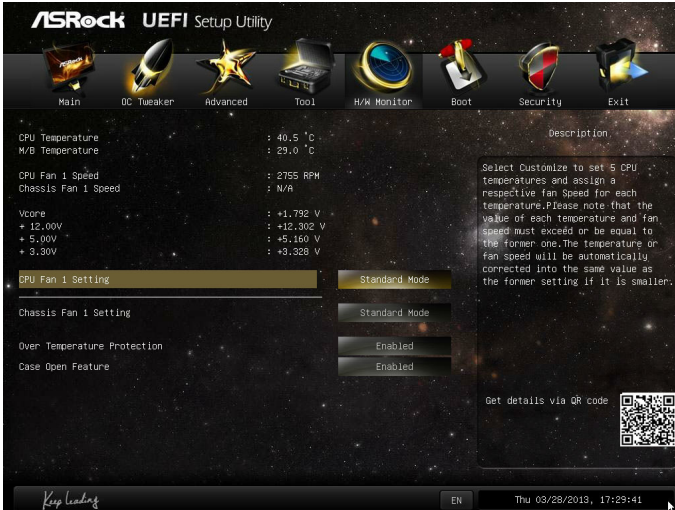 ASRock UEFI Setup Utility
ASRock
Main OC Tweaker Advanced Tool H/W Monitor Boot Security Exit
CPU Temperature : 40.5 °C
M/B Temperature : 29.0 °C
CPU Fan 1 Speed : 2755 RPM
Chassis Fan 1 Speed : N/A
Vcore : +1.792 V
+ 12.00V : +12.302 V
+ 5.00V : +5.160 V
+ 3.30V : +3.328 V
CPU Fan 1 Setting Standard Mode
Chassis Fan 1 Setting Standard Mode
Over Temperature Protection Enabled
Case Open Feature Enabled
Description
Select Customize to set 5 CPU
temperatures and assign a
respective fan Speed for each
temperature.Please note that the
value of each temperature and fan
speed must exceed or be equal to
the former one.The temperature or
fan speed will be automatically
corrected into the same value as
the former setting if it is smaller.
Get details via QR code
Keep Leading
EN
Thu 03/28/2013, 17:29:41